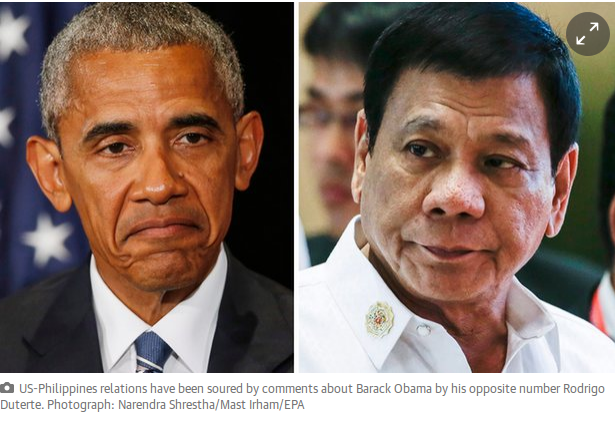 US-Philippines relations have been soured by comments about Barack Obama by his opposite number Rodrigo
Duterte. Photograph: Narendra Shrestha/Mast Irham/EPA